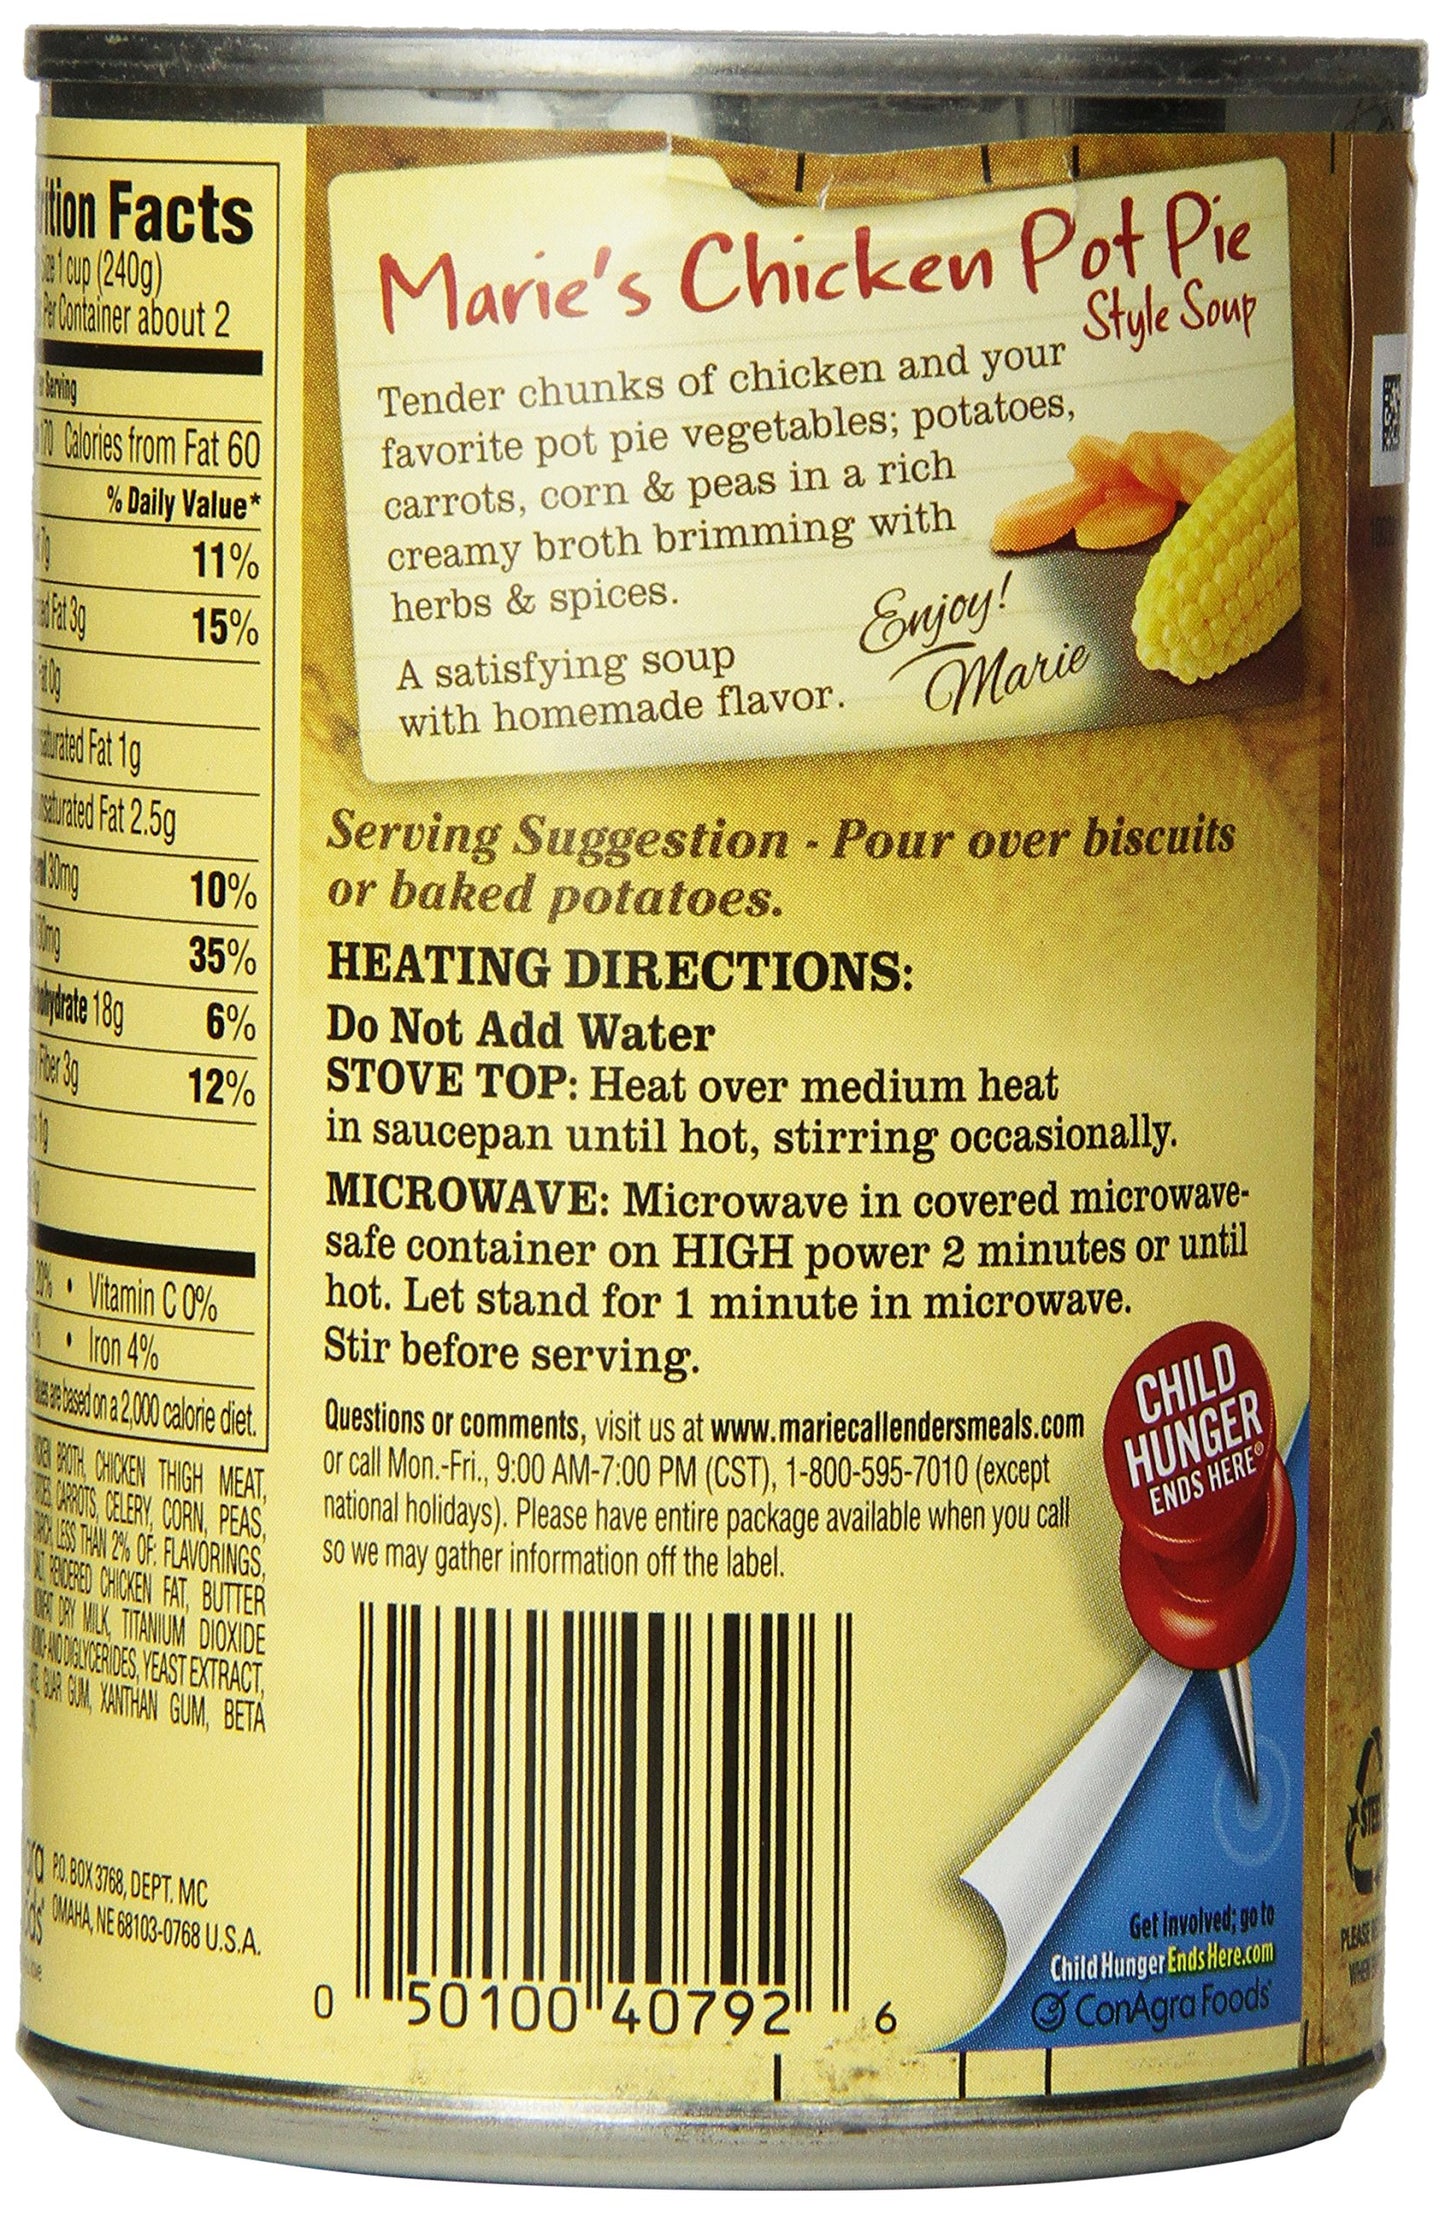 Facts
1 cup (240g)
Per Container about 2
Serving
Calories from Fat 60
% Daily Value*
11%
Fat 3g 15%
0g
Fat 1g
Fat 2.5g
30mg 10%
35%
18g 6%
Fiber 3g 12%
1g
Vitamin C 0%
• Iron 4%
are based on a 2,000 calorie diet.
BROTH, CHICKEN THIGH MEAT,
CARROTS, CELERY, CORN, PEAS,
LESS THAN 2% OF: FLAVORINGS,
RENDERED CHICKEN FAT, BUTTER
DRY MILK, TITANIUM DIOXIDE
MONO- AND DIGLYCERIDES, YEAST EXTRACT,
GUAR GUM, XANTHAN GUM, BETA
P.O. BOX 3768, DEPT. MC
OMAHA, NE 68103-0768 U.S.A.
Marie's Chicken Pot Pie
Style Soup
Tender chunks of chicken and your
favorite pot pie vegetables; potatoes,
carrots, corn & peas in a rich
creamy broth brimming with
herbs & spices.
A satisfying soup
with homemade flavor.
Enjoy!
Marie
Serving Suggestion - Pour over biscuits
or baked potatoes.
HEATING DIRECTIONS:
Do Not Add Water
STOVE TOP: Heat over medium heat
in saucepan until hot, stirring occasionally.
MICROWAVE: Microwave in covered microwave-
safe container on HIGH power 2 minutes or until
hot. Let stand for 1 minute in microwave.
Stir before serving.
Questions or comments, visit us at www.mariecallendersmeals.com
or call Mon.-Fri., 9:00 AM-7:00 PM (CST), 1-800-595-7010 (except
national holidays). Please have entire package available when you call
so we may gather information off the label.
CHILD
HUNGER
ENDS HERE®
0 50100 40792 6
Get Involved; go to
ChildHungerEndsHere.com
ConAgra Foods®
PLEASE